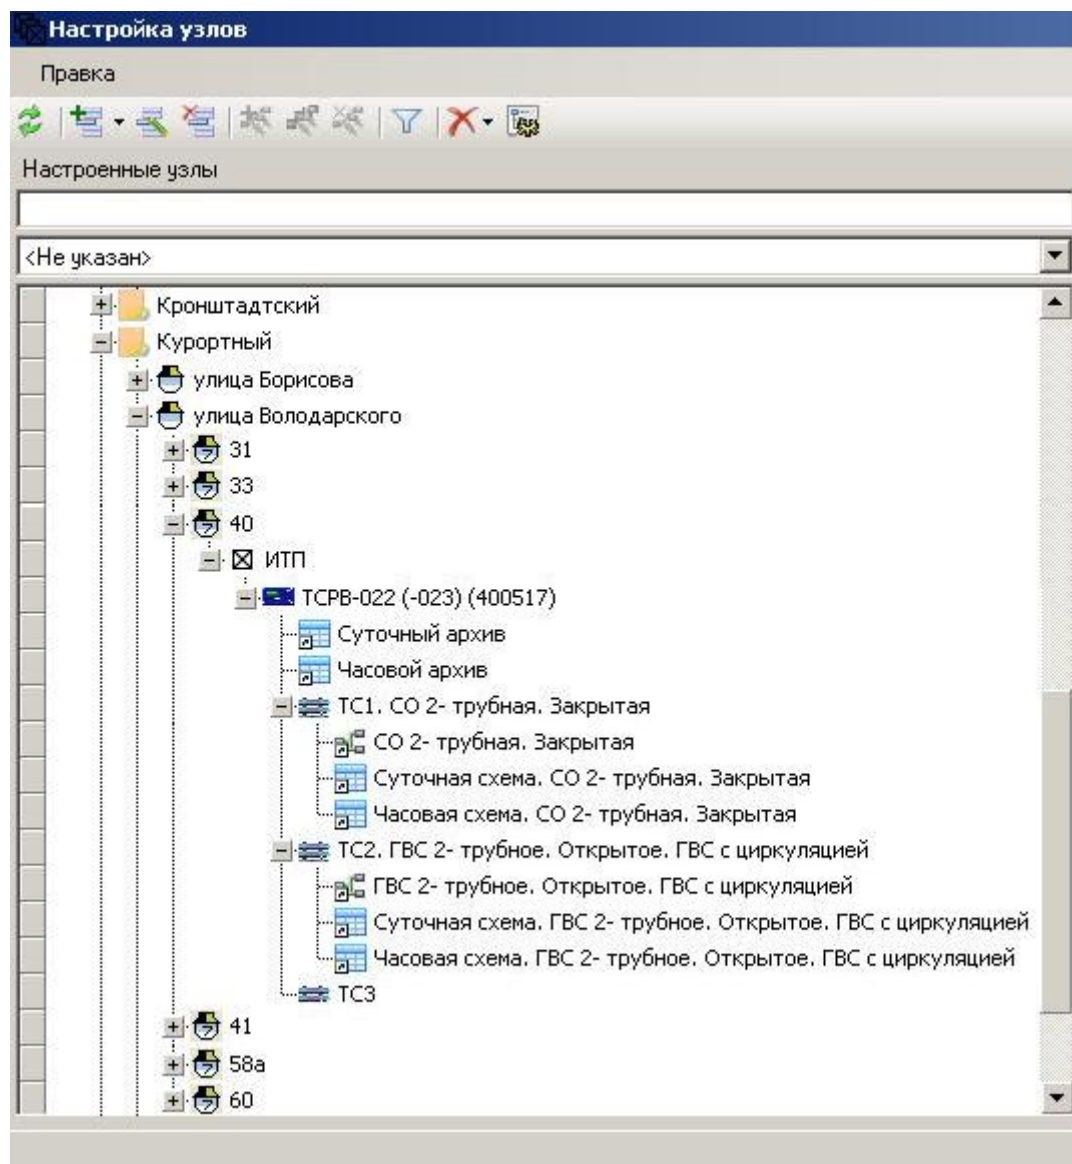 Настройка узлов
Правка
Настроенные узлы
<Не указан>
Кронштадтский
Курортный
улица Борисова
улица Володарского
31
33
40
ИТП
ТСРВ-022 (-023) (400517)
Суточный архив
Часовой архив
ТС1. СО 2- трубная. Закрытая
СО 2- трубная. Закрытая
Суточная схема. СО 2- трубная. Закрытая
Часовая схема. СО 2- трубная. Закрытая
ТС2. ГВС 2- трубное. Открытое. ГВС с циркуляцией
ГВС 2- трубное. Открытое. ГВС с циркуляцией
Суточная схема. ГВС 2- трубное. Открытое. ГВС с циркуляцией
Часовая схема. ГВС 2- трубное. Открытое. ГВС с циркуляцией
ТС3
41
58а
60